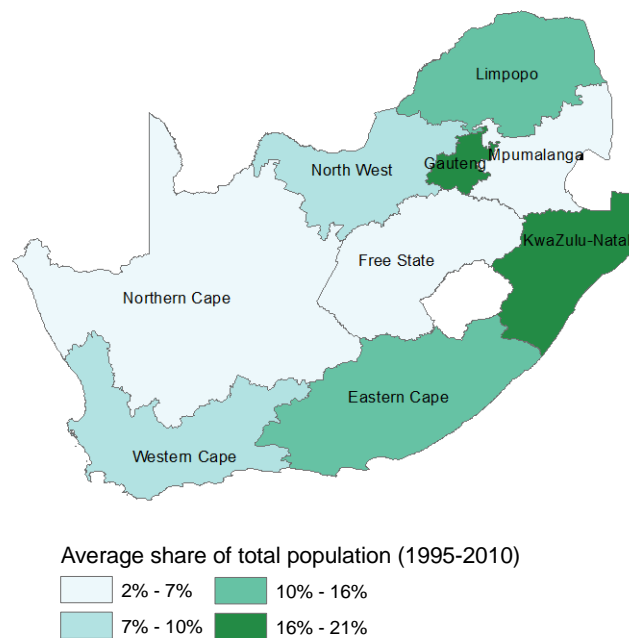 Limpopo
North West
Gauteng
Mpumalanga
KwaZulu-Natal
Free State
Northern Cape
Eastern Cape
Western Cape
Average share of total population (1995-2010)
2% - 7% 10% - 16%
7% - 10% 16% - 21%